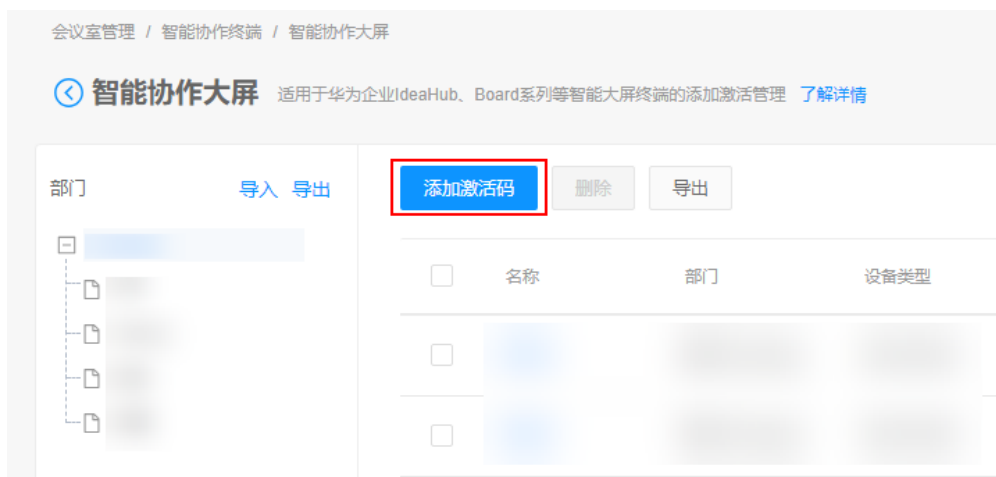 会议室管理 / 智能协作终端 / 智能协作大屏
智能协作大屏 适用于华为企业IdeaHub、Board系列等智能大屏终端的添加激活管理 了解详情
部门 导入 导出
添加激活码 删除 导出
名称 部门 设备类型